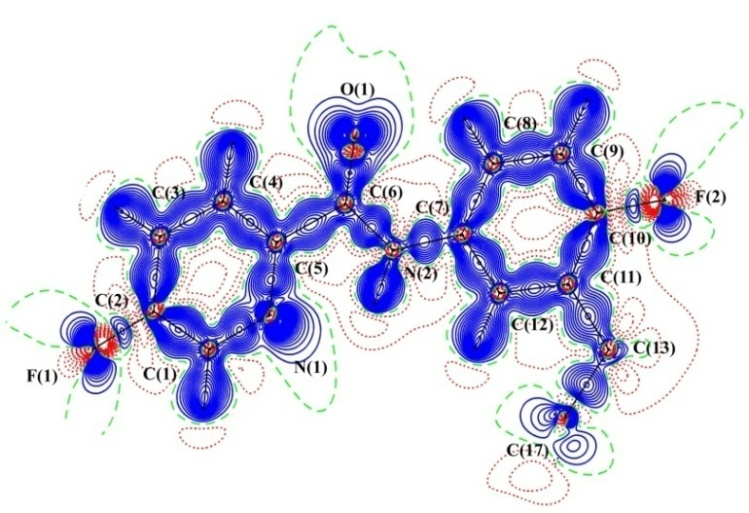 O(1)
C(8)
C(9)
C(3)
C(4)
C(6)
C(7)
F(2)
C(10)
C(5)
N(2)
C(11)
C(2)
C(12)
C(13)
F(1)
C(1)
N(1)
C(17)